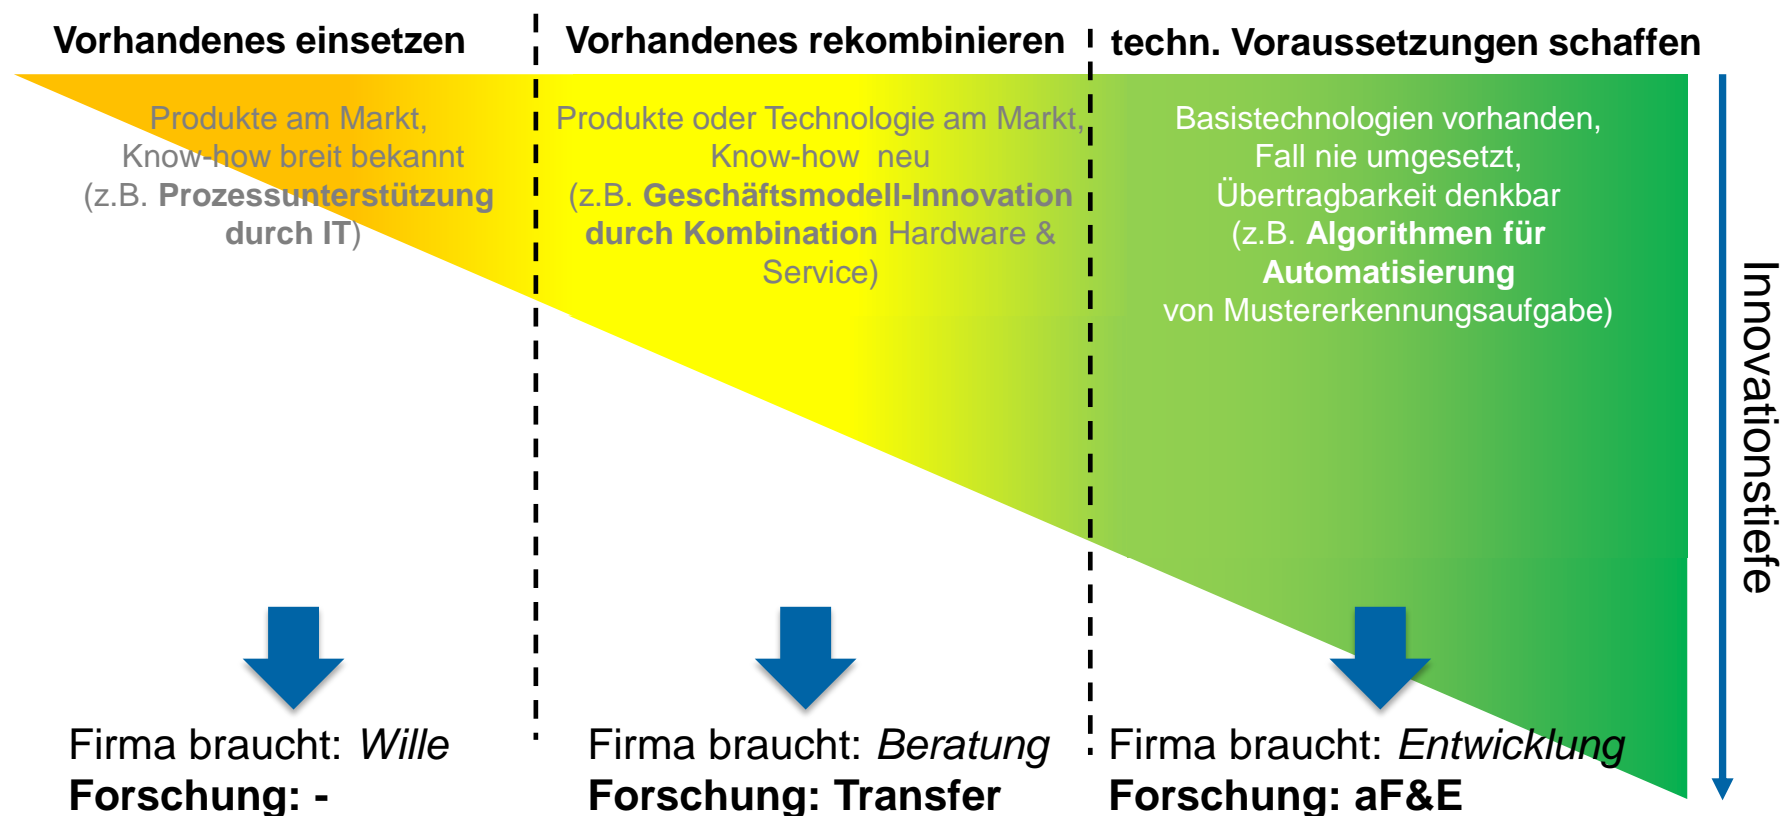 Vorhandenes einsetzen
Produkte am Markt,
Know-how breit bekannt
(z.B. Prozessunterstützung
durch IT)
Firma braucht: Wille
Forschung: -
Vorhandenes rekombinieren
Produkte oder Technologie am Markt,
Know-how neu
(z.B. Geschäftsmodell-Innovation
durch Kombination Hardware &
Service)
Firma braucht: Beratung
Forschung: Transfer
techn. Voraussetzungen schaffen
Basistechnologien vorhanden,
Fall nie umgesetzt,
Übertragbarkeit denkbar
(z.B. Algorithmen für
Automatisierung
von Mustererkennungsaufgabe)
Firma braucht: Entwicklung
Forschung: aF&E
Innovationstiefe